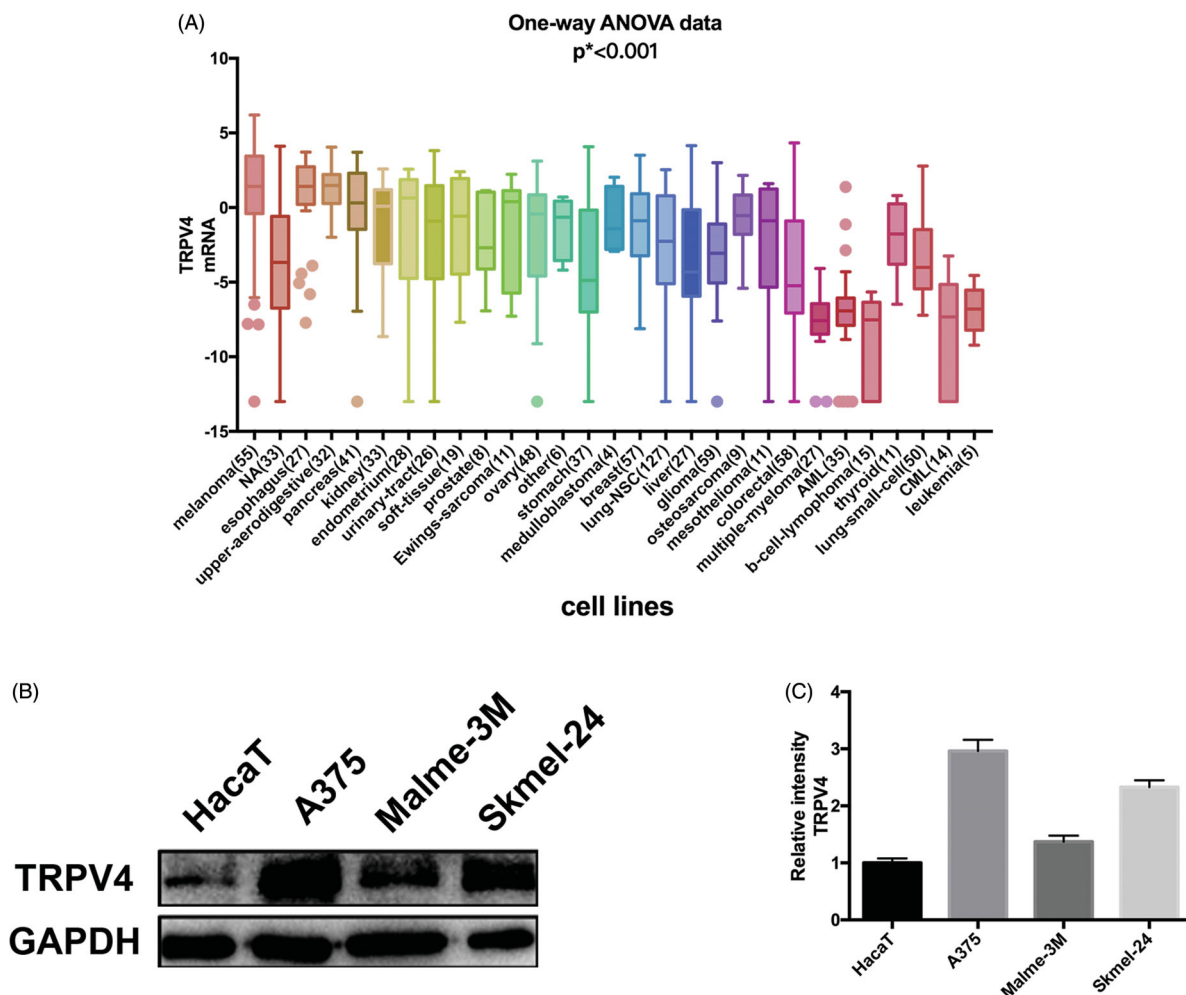 (A)
One-way ANOVA data
p*<0.001
TRPV4
mRNA
10
5
0
-5
-10
-15
melanoma(55)
NA(33)
esophagus(27)
upper-aerodigestive(32)
pancreas(41)
kidney(33)
endometrium(28)
urinary-tract(26)
soft-tissue(19)
prostate(8)
Ewings-sarcoma(11)
ovary(48)
other(6)
stomach(37)
medulloblastoma(4)
breast(57)
lung-NSC(127)
liver(27)
glioma(59)
osteosarcoma(9)
mesothelioma(11)
colorectal(58)
multiple-myeloma(27)
AML(35)
b-cell-lymophoma(15)
thyroid(11)
lung-small-cell(50)
CML(14)
leukemia(5)
cell lines
(B)
HacaT
A375
Malme-3M
Skmel-24
TRPV4
GAPDH
(C)
Relative intensity
TRPV4
4
3
2
1
0
HacaT
A375
Malme-3M
Skmel-24